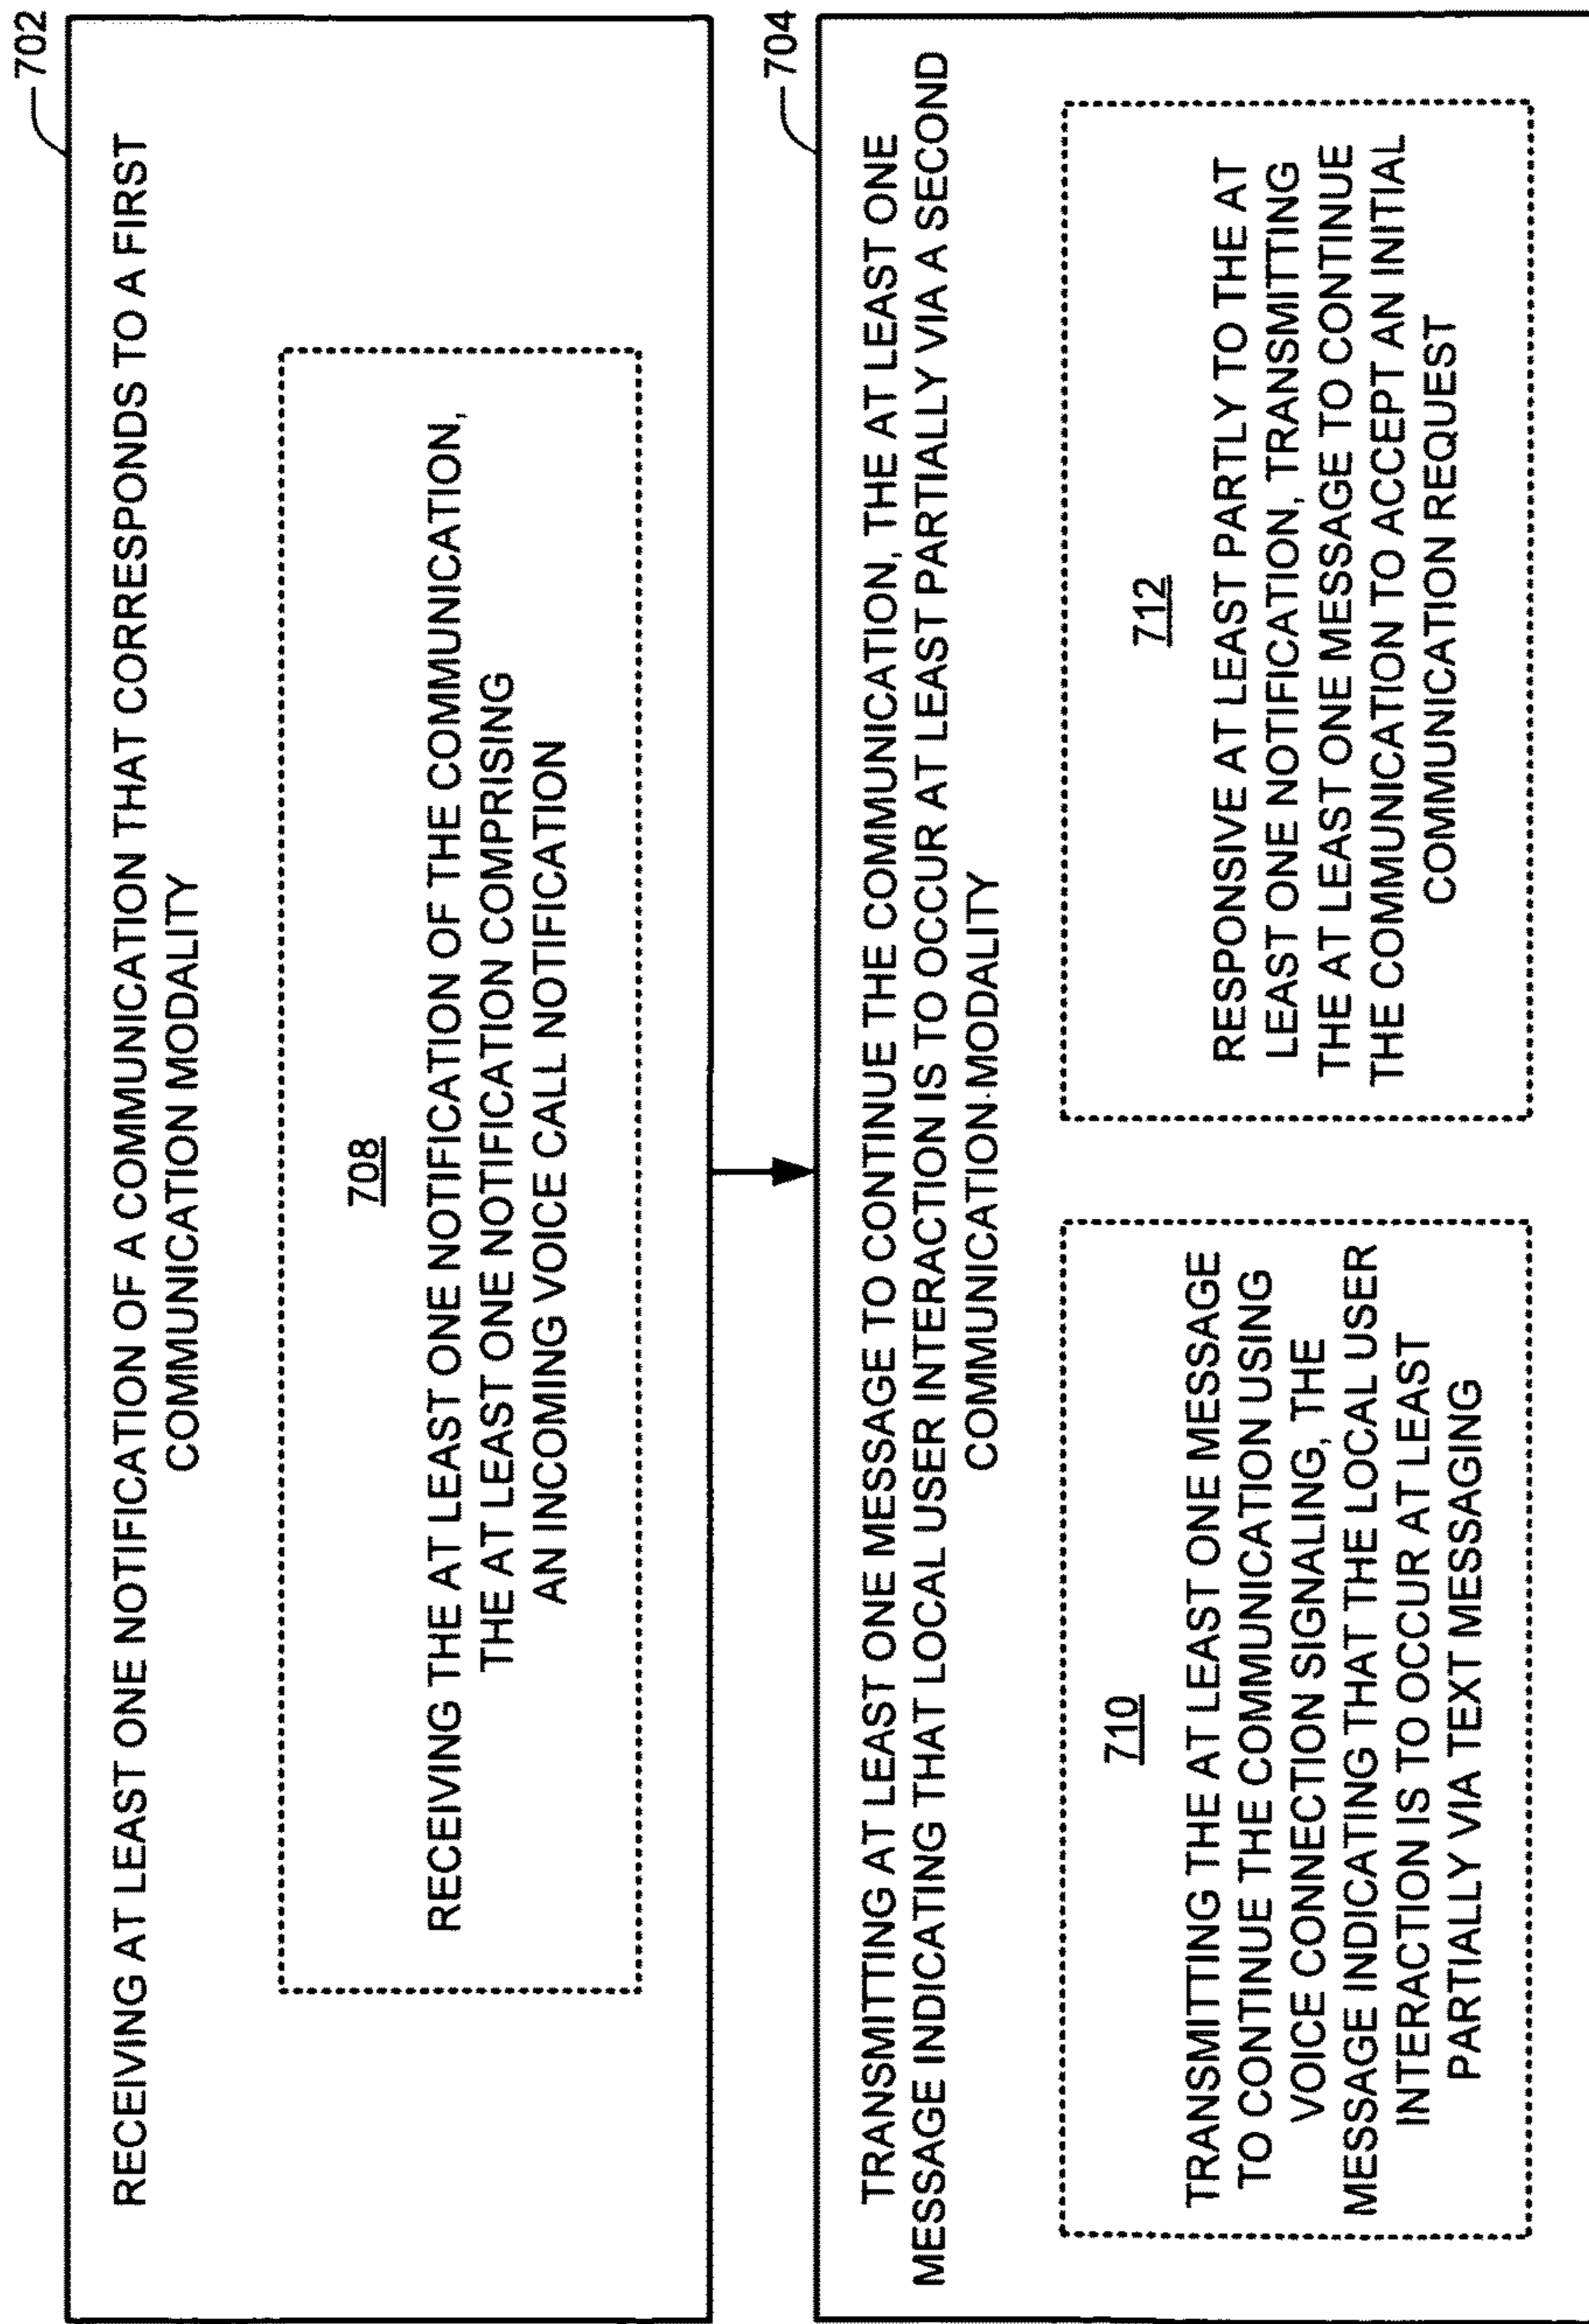 702
RECEIVING AT LEAST ONE NOTIFICATION OF A COMMUNICATION THAT CORRESPONDS TO A FIRST
COMMUNICATION MODALITY
708
RECEIVING THE AT LEAST ONE NOTIFICATION OF THE COMMUNICATION,
THE AT LEAST ONE NOTIFICATION COMPRISING
AN INCOMING VOICE CALL NOTIFICATION
704
TRANSMITTING AT LEAST ONE MESSAGE TO CONTINUE THE COMMUNICATION, THE AT LEAST ONE
MESSAGE INDICATING THAT LOCAL USER INTERACTION IS TO OCCUR AT LEAST PARTIALLY VIA A SECOND
COMMUNICATION MODALITY
710
TRANSMITTING THE AT LEAST ONE MESSAGE
TO CONTINUE THE COMMUNICATION USING
VOICE CONNECTION SIGNALING, THE
MESSAGE INDICATING THAT THE LOCAL USER
INTERACTION IS TO OCCUR AT LEAST
PARTIALLY VIA TEXT MESSAGING
712
RESPONSIVE AT LEAST PARTLY TO THE AT
LEAST ONE NOTIFICATION, TRANSMITTING
THE AT LEAST ONE MESSAGE TO CONTINUE
THE COMMUNICATION TO ACCEPT AN INITIAL
COMMUNICATION REQUEST